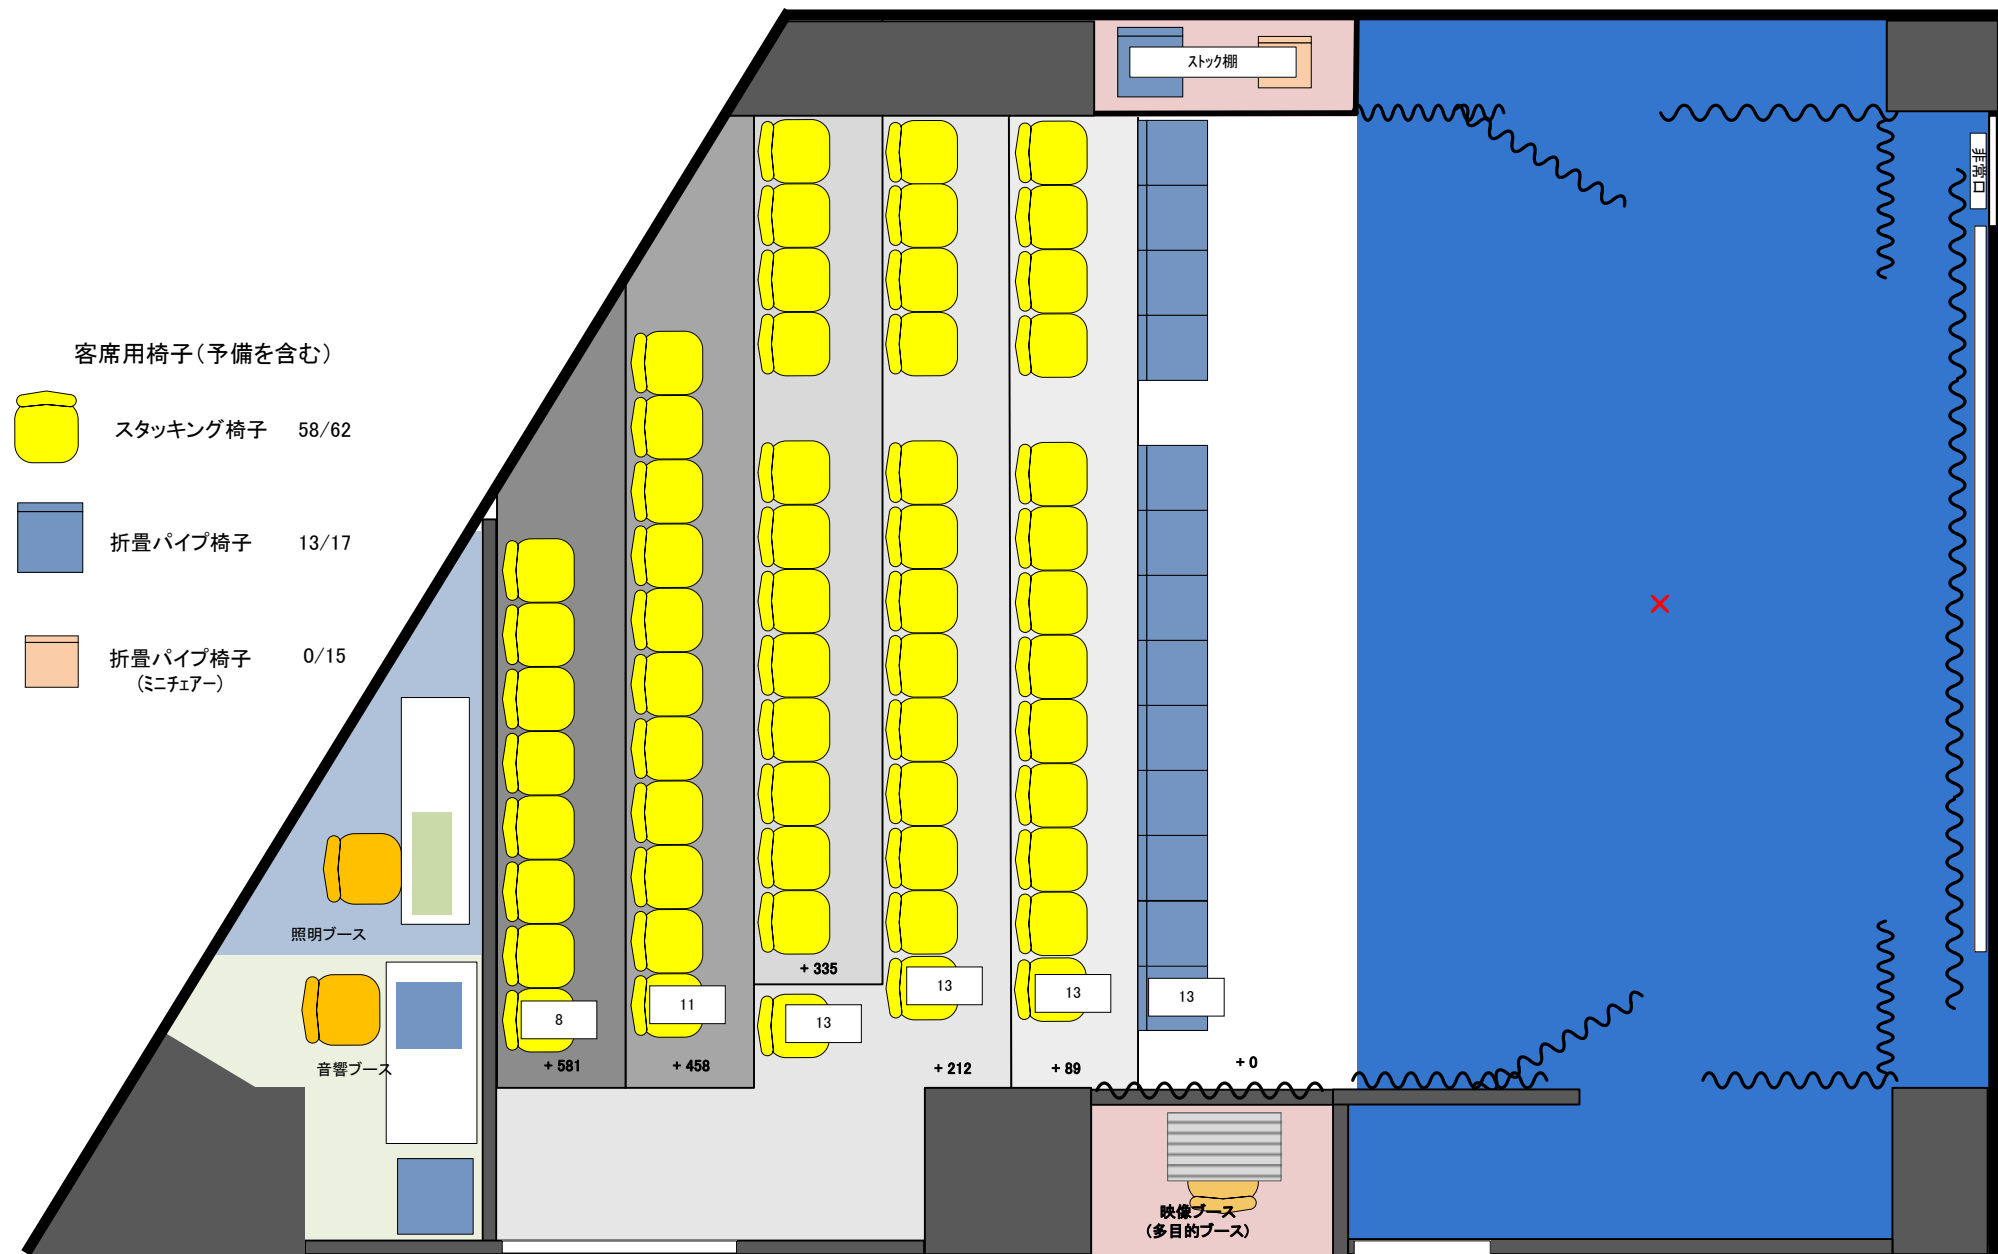 ストック棚
非常口
客席用椅子(予備を含む)
スタッキング椅子 58/62
折畳パイプ椅子 13/17
折畳パイプ椅子 0/15
(ミニチェアー)
照明ブース
音響ブース
+ 335
8
11
13
13
13
13
+ 581
+ 458
+ 212
+ 89
+ 0
映像ブース
(多目的ブース)